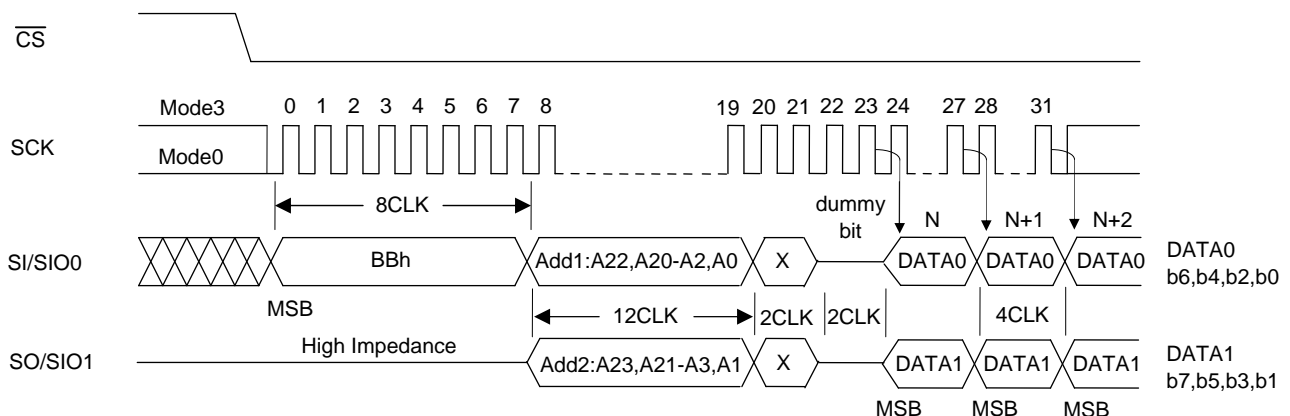 CS
Mode3
0 1 2 3 4 5 6 7 8 19 20 21 22 23 24 27 28 31
SCK
Mode0
8CLK
dummy
bit
N N+1 N+2
SI/SIO0
BBh
Add1:A22,A20-A2,A0
X
DATA0 DATA0 DATA0
DATA0
b6,b4,b2,b0
MSB
12CLK
2CLK
2CLK
4CLK
High Impedance
SO/SIO1
Add2:A23,A21-A3,A1
X
DATA1 DATA1 DATA1
DATA1
b7,b5,b3,b1
MSB MSB MSB